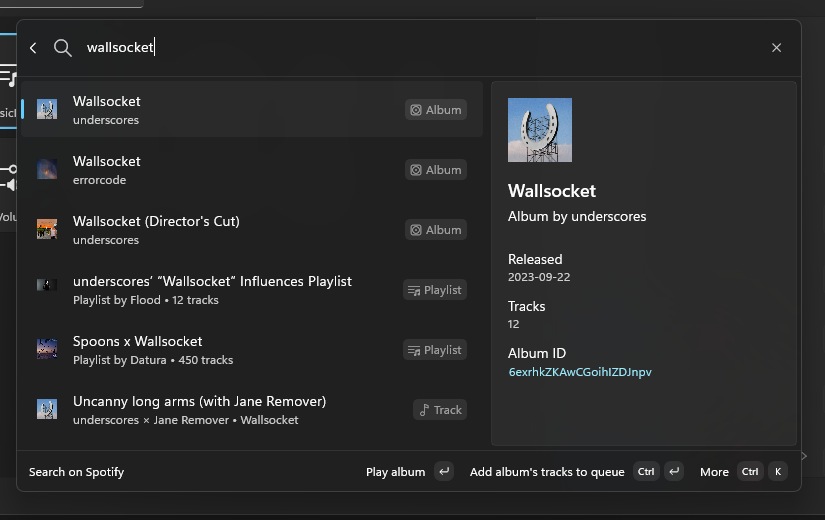 wallsocket
Wallsocket
underscores
Album
Wallsocket
errorcode
Album
Wallsocket (Director's Cut)
underscores
Album
underscores’ “Wallsocket” Influences Playlist
Playlist by Flood • 12 tracks
Playlist
Spoons x Wallsocket
Playlist by Datura • 450 tracks
Playlist
Uncanny long arms (with Jane Remover)
underscores × Jane Remover • Wallsocket
Track
Wallsocket
Album by underscores
Released
2023-09-22
Tracks
12
Album ID
6exrhkZKAwCGoihIZDJnpv
Search on Spotify
Play album
Add album's tracks to queue Ctrl
More Ctrl K